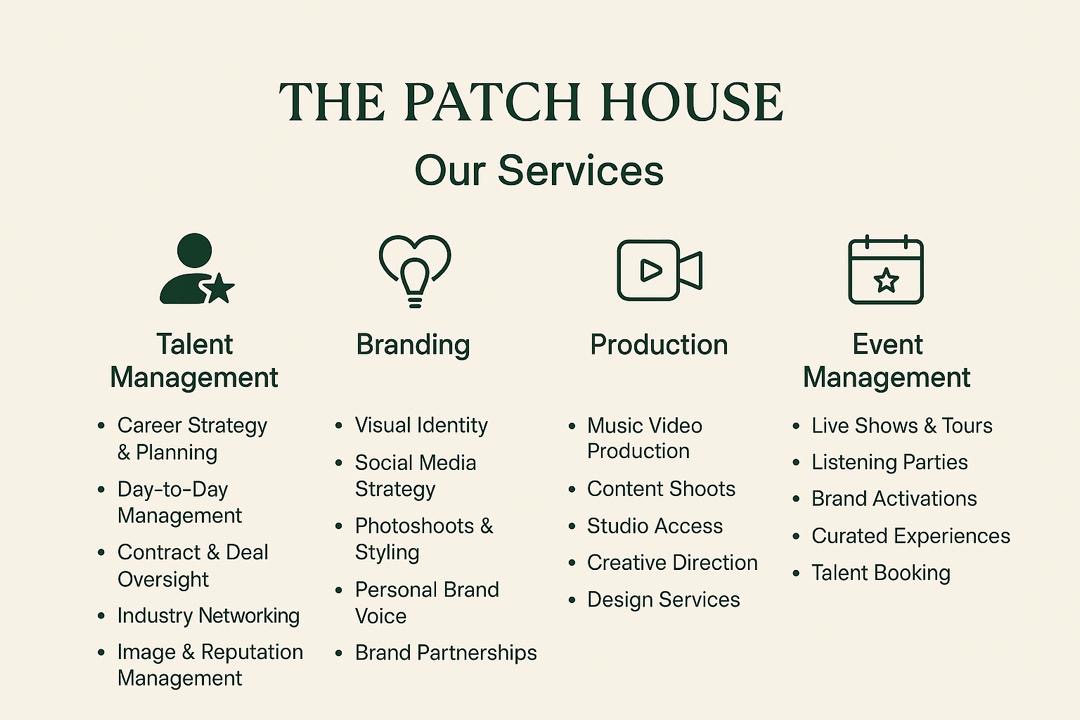 THE PATCH HOUSE
Our Services
Talent
Management
• Career Strategy
& Planning
• Day-to-Day
Management
• Contract & Deal
Oversight
• Industry Networking
• Image & Reputation
Management
Branding
• Visual Identity
• Social Media
Strategy
• Photoshoots &
Styling
• Personal Brand
Voice
• Brand Partnerships
Production
• Music Video
Production
• Content Shoots
• Studio Access
• Creative Direction
• Design Services
Event
Management
• Live Shows & Tours
• Listening Parties
• Brand Activations
• Curated Experiences
• Talent Booking